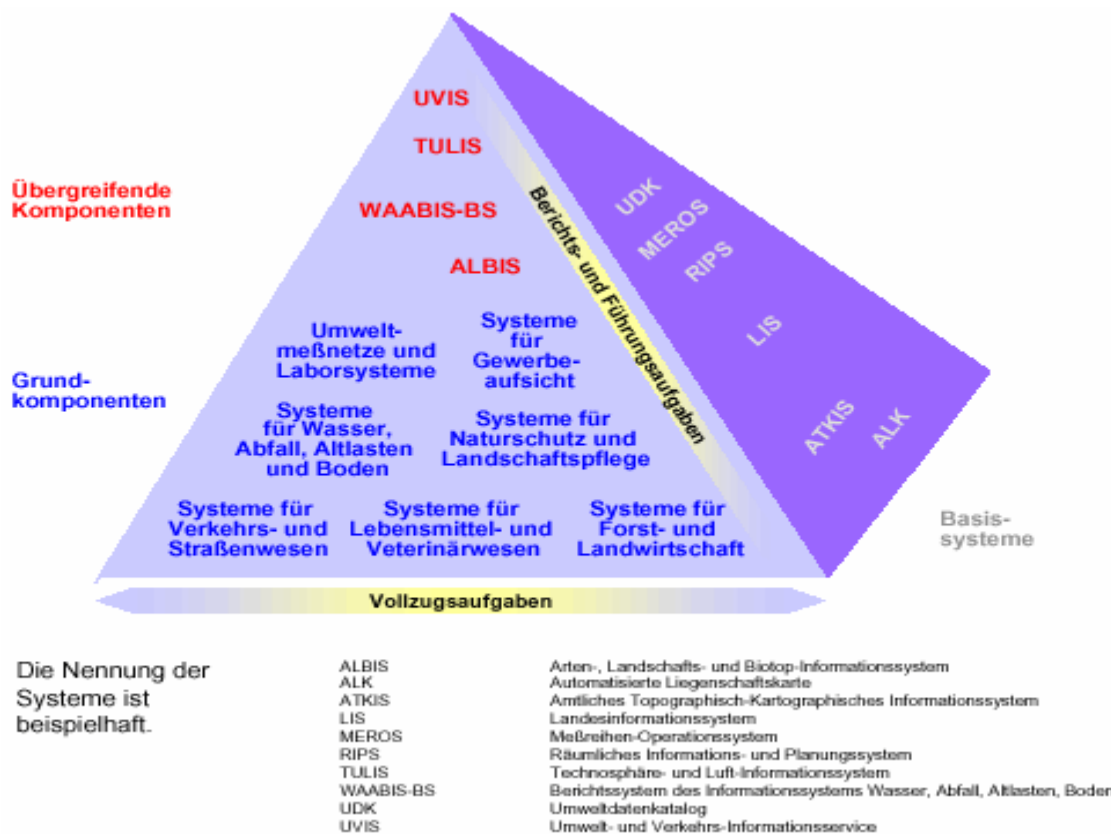 UVIS
TULIS
Übergreifende
Komponenten
WAABIS-BS
ALBIS
Berichts- und Führungsaufgaben
UDK
MEROS
RIPS
LIS
ATKIS
ALK
Grund-
komponenten
Umwelt-
meßnetze und
Laborsysteme
Systeme
für
Gewerbe-
aufsicht
Systeme
für Wasser,
Abfall, Altlasten
und Boden
Systeme für
Naturschutz und
Landschaftspflege
Systeme für
Verkehrs- und
Straßenwesen
Systeme für
Lebensmittel- und
Veterinärwesen
Systeme für
Forst- und
Landwirtschaft
Basis-
systeme
Vollzugsaufgaben
Die Nennung der
Systeme ist
beispielhaft.
ALBIS Arten-, Landschafts- und Biotop-Informationssystem
ALK Automatisierte Liegenschaftskarte
ATKIS Amtliches Topographisch-Kartographisches Informationssystem
LIS Landesinformationssystem
MEROS Meßreihen-Operationssystem
RIPS Räumliches Informations- und Planungssystem
TULIS Technosphäre- und Luft-Informationssystem
WAABIS-BS Berichtssystem des Informationssystems Wasser, Abfall, Altlasten, Boden
UDK Umweltdatenkatalog
UVIS Umwelt- und Verkehrs-Informationsservice